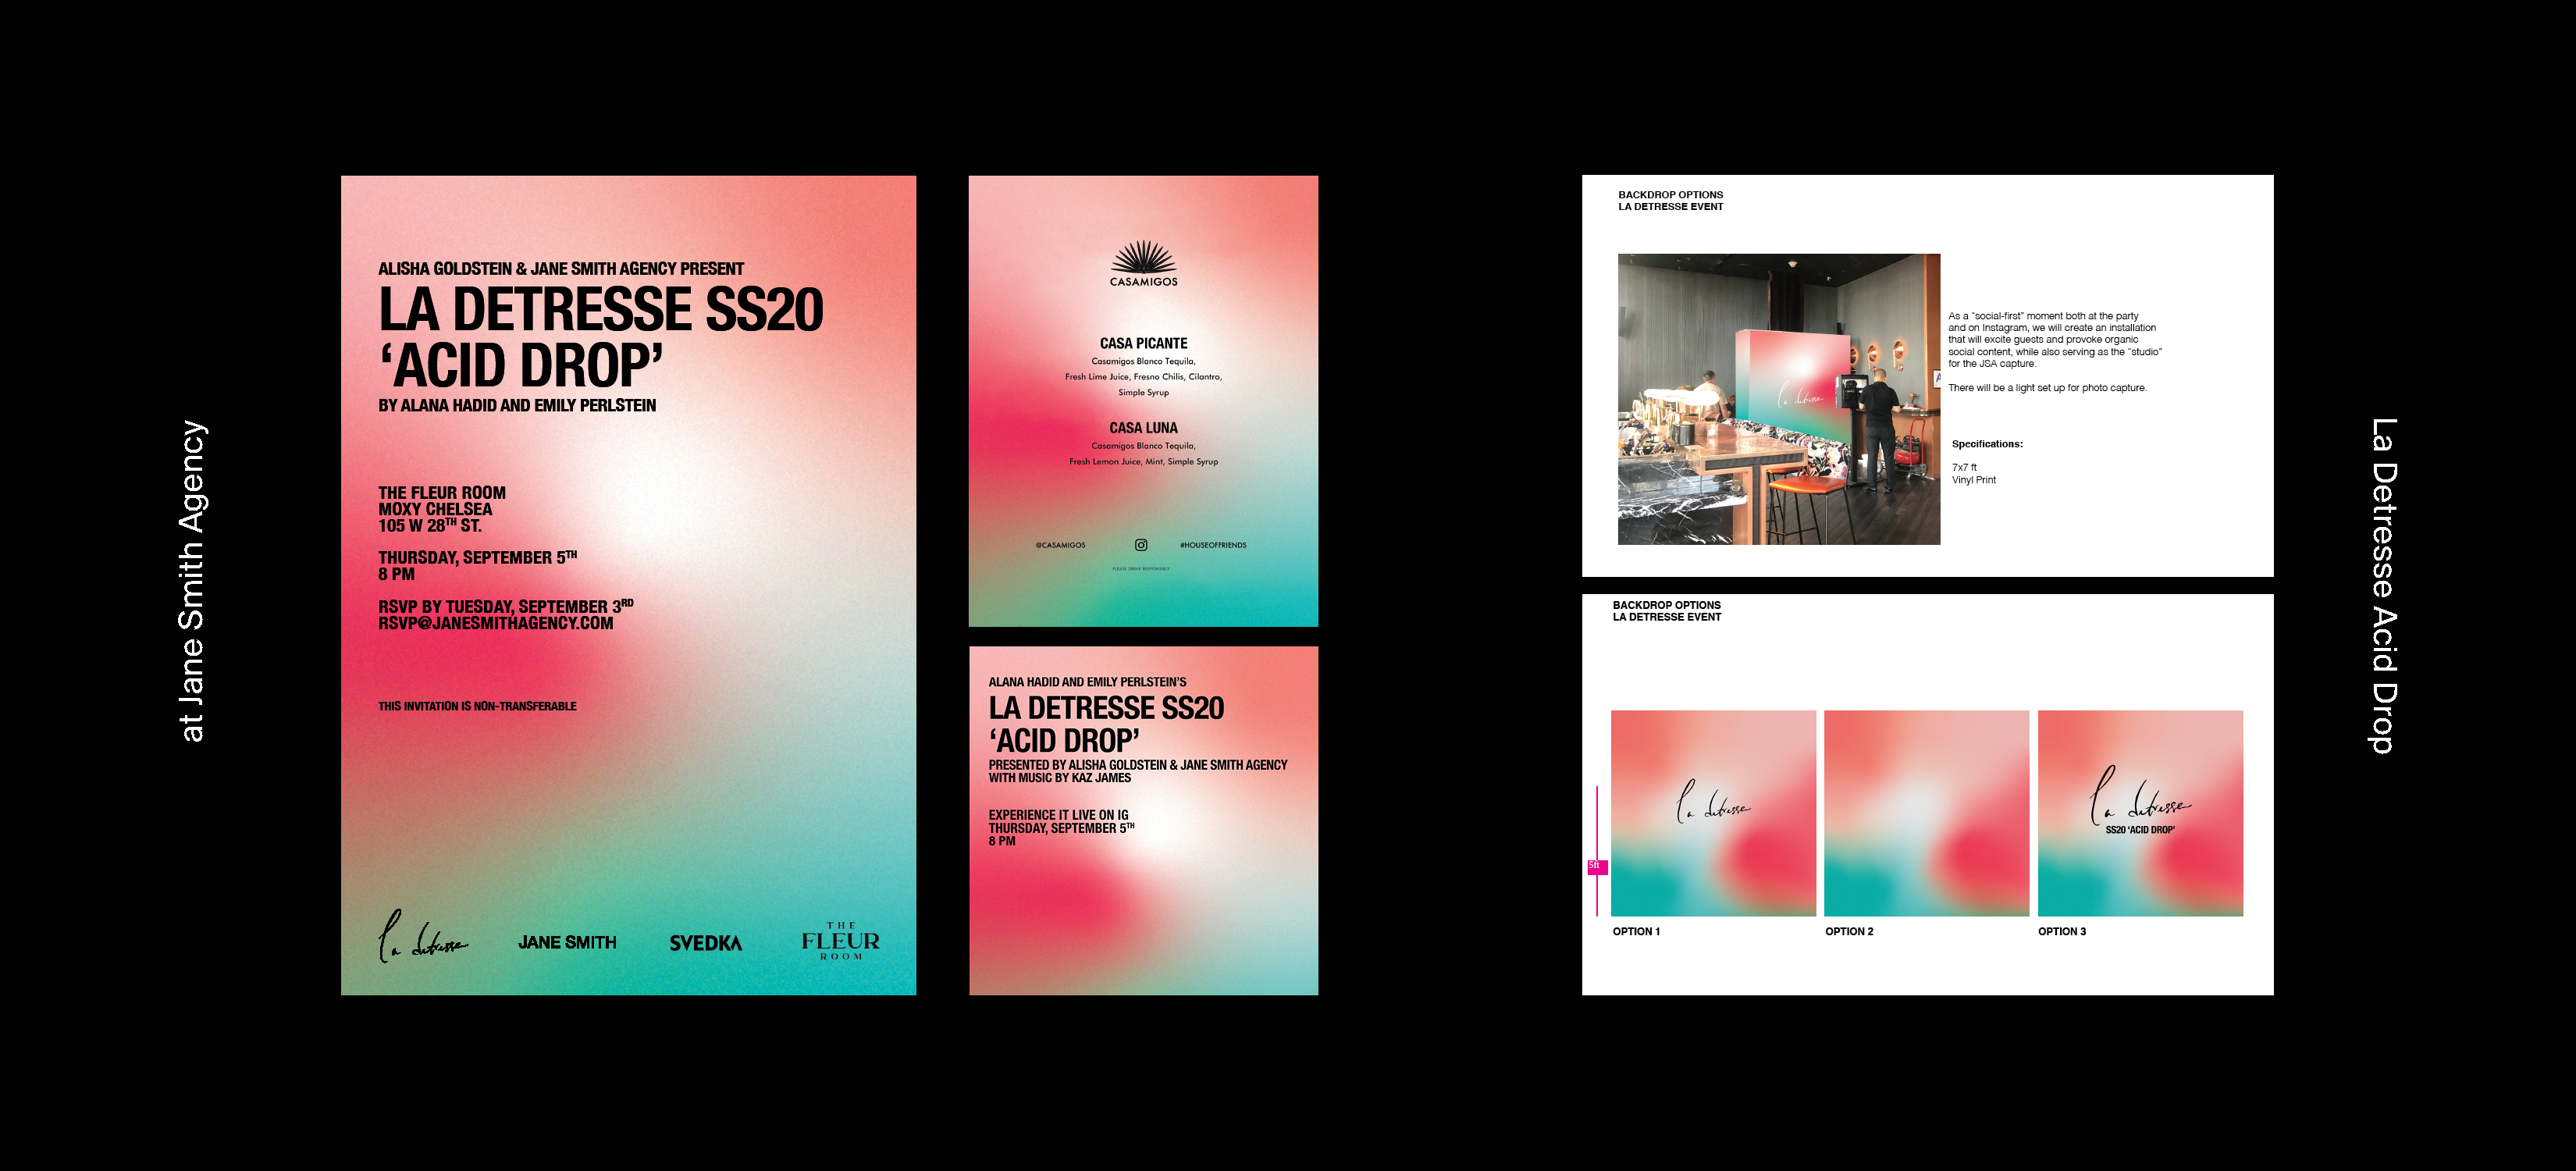 at Jane Smith Agency
ALISHA GOLDSTEIN & JANE SMITH AGENCY PRESENT
LA DETRESSE SS20
‘ACID DROP’
BY ALANA HADID AND EMILY PERLSTEIN
THE FLEUR ROOM
MOXY CHELSEA
105 W 28TH ST.
THURSDAY, SEPTEMBER 5TH
8 PM
RSVP BY TUESDAY, SEPTEMBER 3RD
RSVP@JANESMITHAGENCY.COM
THIS INVITATION IS NON-TRANSFERABLE
la detresse
JANE SMITH
SVEDKA
THE
FLEUR
ROOM
CASAMIGOS
CASA PICANTE
Casamigos Blanco Tequila,
Fresh Lime Juice, Fresno Chilis, Cilantro,
Simple Syrup
CASA LUNA
Casamigos Blanco Tequila,
Fresh Lemon Juice, Mint, Simple Syrup
@CASAMIGOS
#HOUSEOFFRIENDS
PLEASE DRINK RESPONSIBLY
ALANA HADID AND EMILY PERLSTEIN’S
LA DETRESSE SS20
‘ACID DROP’
PRESENTED BY ALISHA GOLDSTEIN & JANE SMITH AGENCY
WITH MUSIC BY KAZ JAMES
EXPERIENCE IT LIVE ON IG
THURSDAY, SEPTEMBER 5TH
8 PM
BACKDROP OPTIONS
LA DETRESSE EVENT
la detresse
As a “social-first” moment both at the party
and on Instagram, we will create an installation
that will excite guests and provoke organic
social content, while also serving as the “studio”
for the JSA capture.
There will be a light set up for photo capture.
Specifications:
7x7 ft
Vinyl Print
BACKDROP OPTIONS
LA DETRESSE EVENT
5ft
la detresse
la detresse
SS20 ‘ACID DROP’
OPTION 1
OPTION 2
OPTION 3
La Detresse Acid Drop